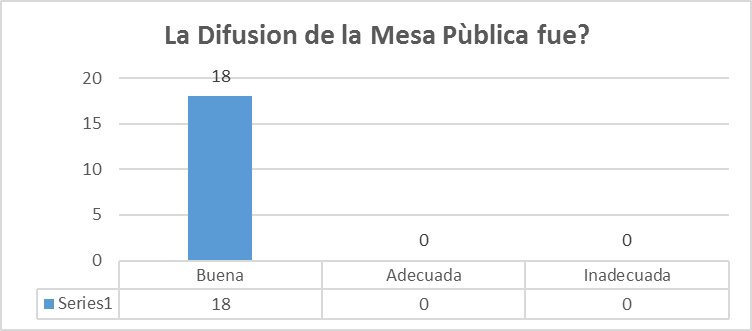 La Difusion de la Mesa Pùblica fue?
20
18
15
10
5
0
0
0
Buena
Adecuada
Inadecuada
Series1
18
0
0